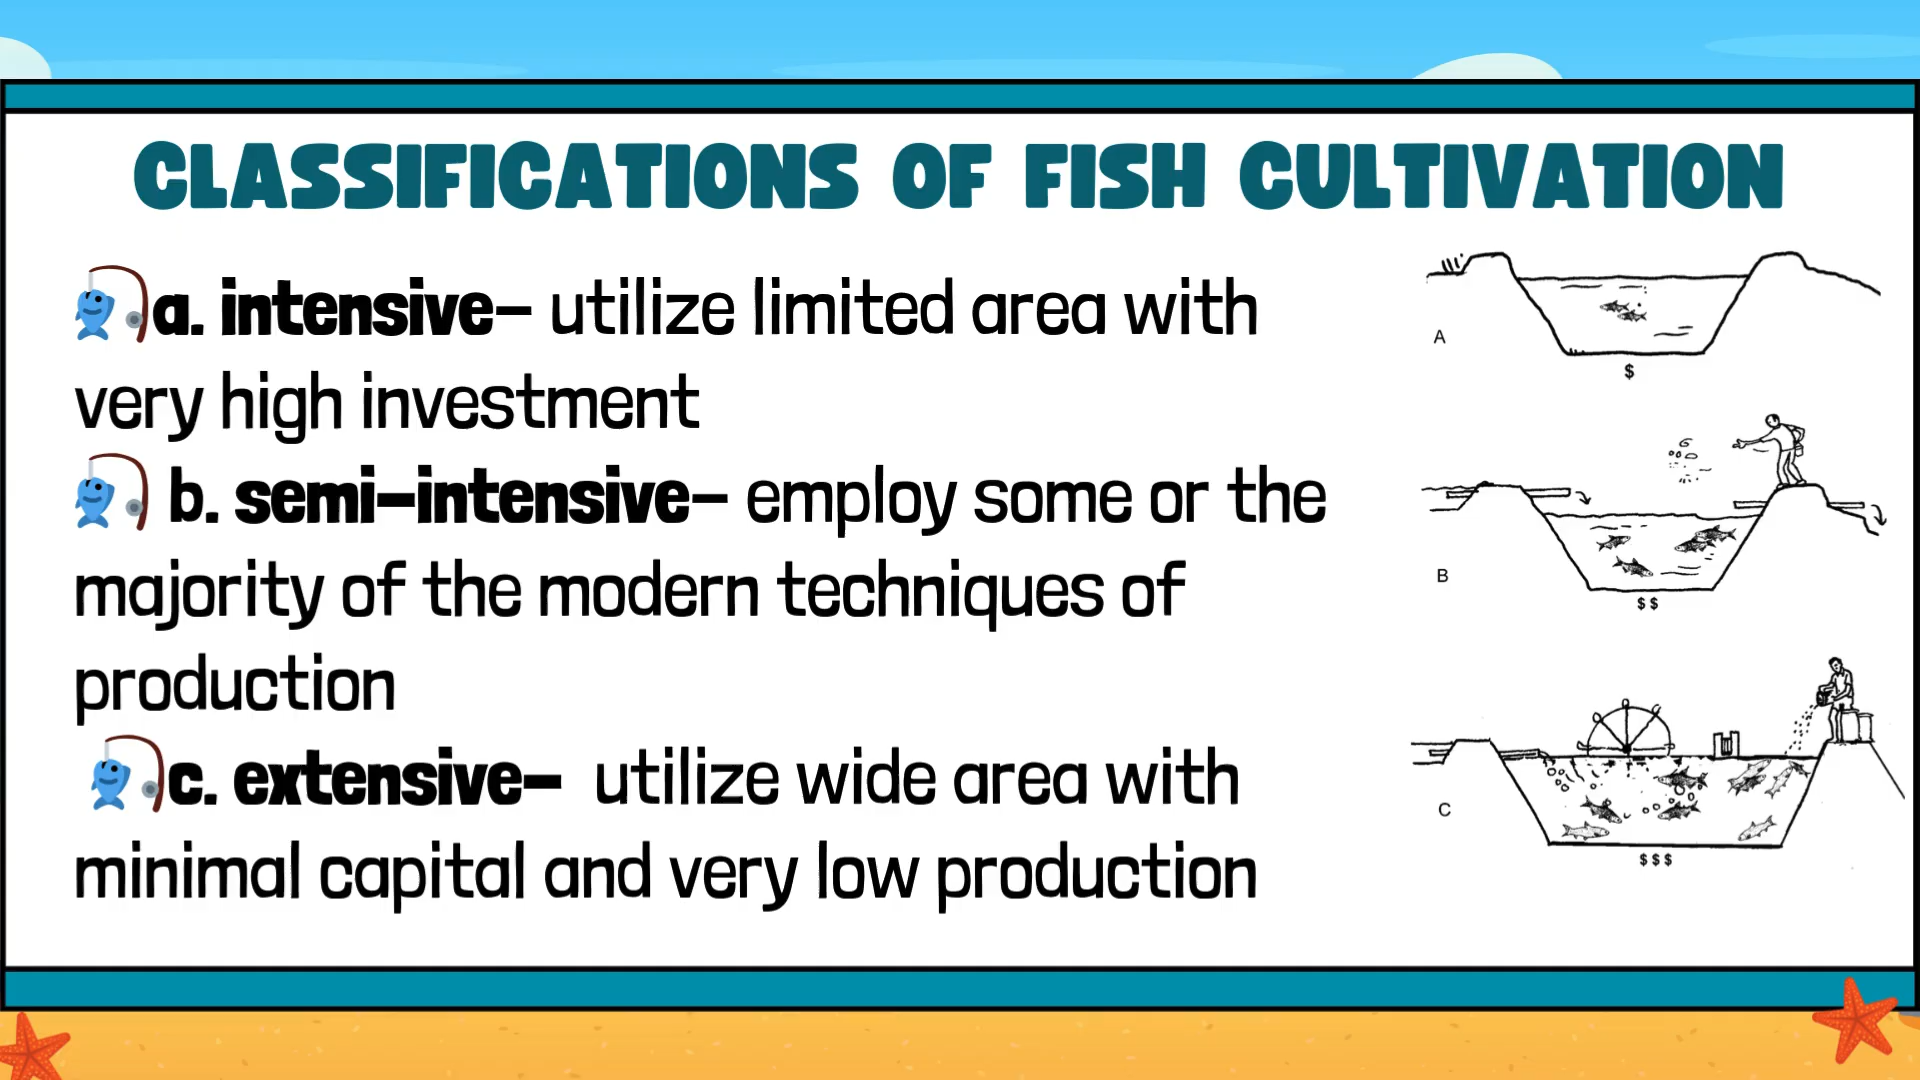 CLASSIFICATIONS OF FISH CULTIVATION
a. intensive- utilize limited area with
very high investment
b. semi-intensive- employ some or the
majority of the modern techniques of
production
c. extensive- utilize wide area with
minimal capital and very low production
A
$
B
$$
C
$$$